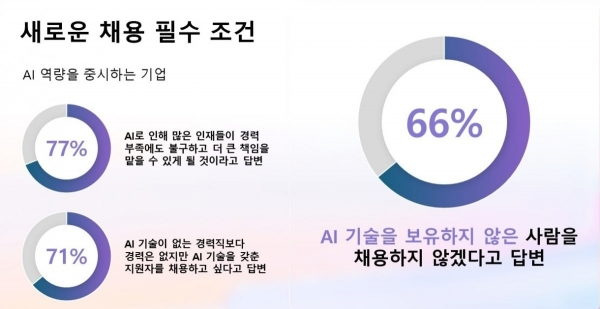 새로운 채용 필수 조건
AI 역량을 중시하는 기업
77%
AI로 인해 많은 인재들이 경력
부족에도 불구하고 더 큰 책임을
맡을 수 있게 될 것이라고 답변
71%
AI 기술이 없는 경력직보다
경력은 없지만 AI 기술을 갖춘
지원자를 채용하고 싶다고 답변
66%
AI 기술을 보유하지 않은 사람을
채용하지 않겠다고 답변